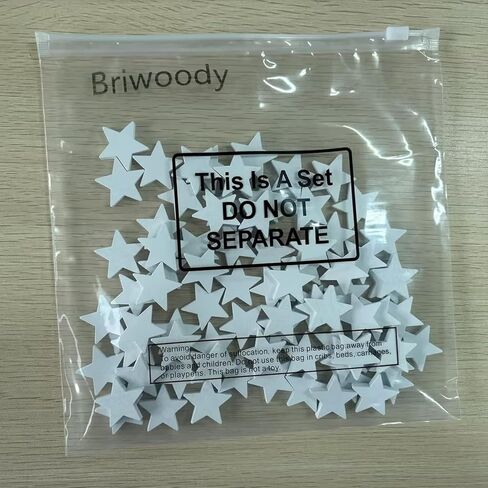 Briwoody
This Is A Set
DO NOT
SEPARATE
Warning:
To avoid danger of suffocation, keep this plastic bag away from
babies and children. Do not use this bag in cribs, beds, carriages,
or playpens. This bag is not a toy.